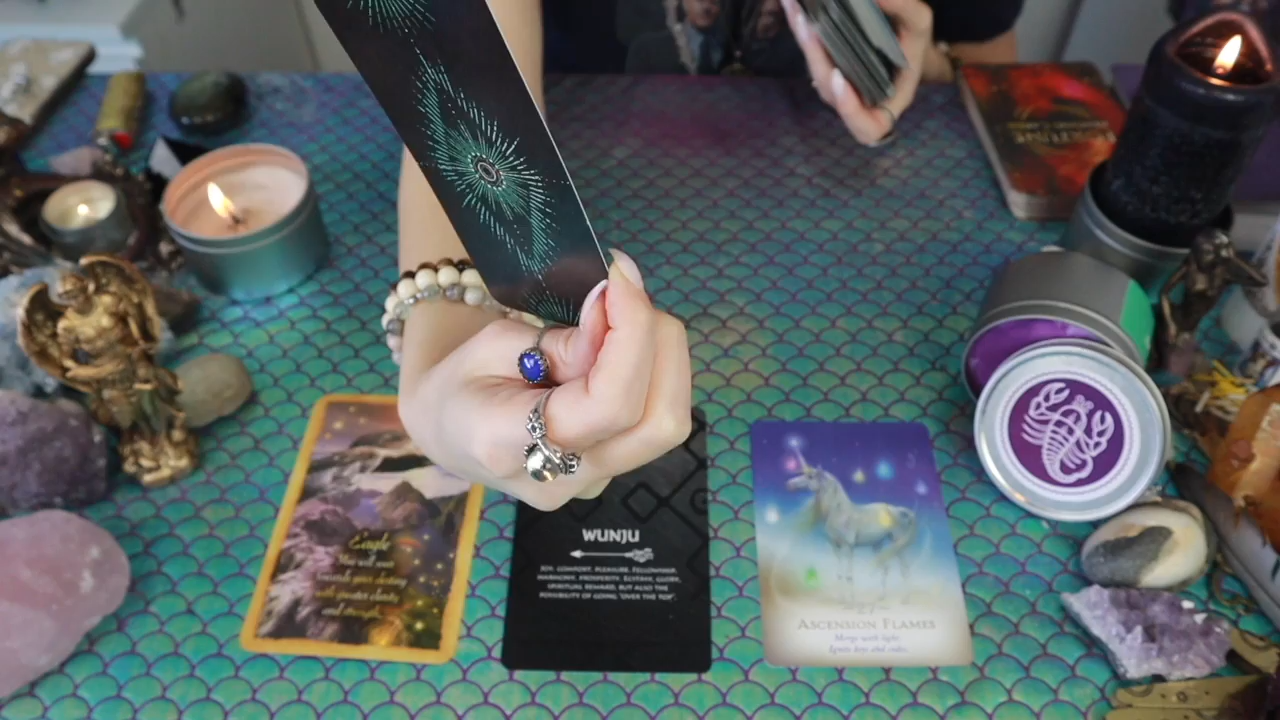 Eagle
You will soar
towards your destiny
with greater clarity
and strength.
WUNJU
JOY, COMFORT, PLEASURE, FELLOWSHIP,
HARMONY, PROSPERITY, ECSTASY, GLORY,
SPIRITUAL REWARD, BUT ALSO THE
POSSIBILITY OF GOING "OVER THE TOP".
ASCENSION FLAMES
Merge with light.
Ignite keys and codes.